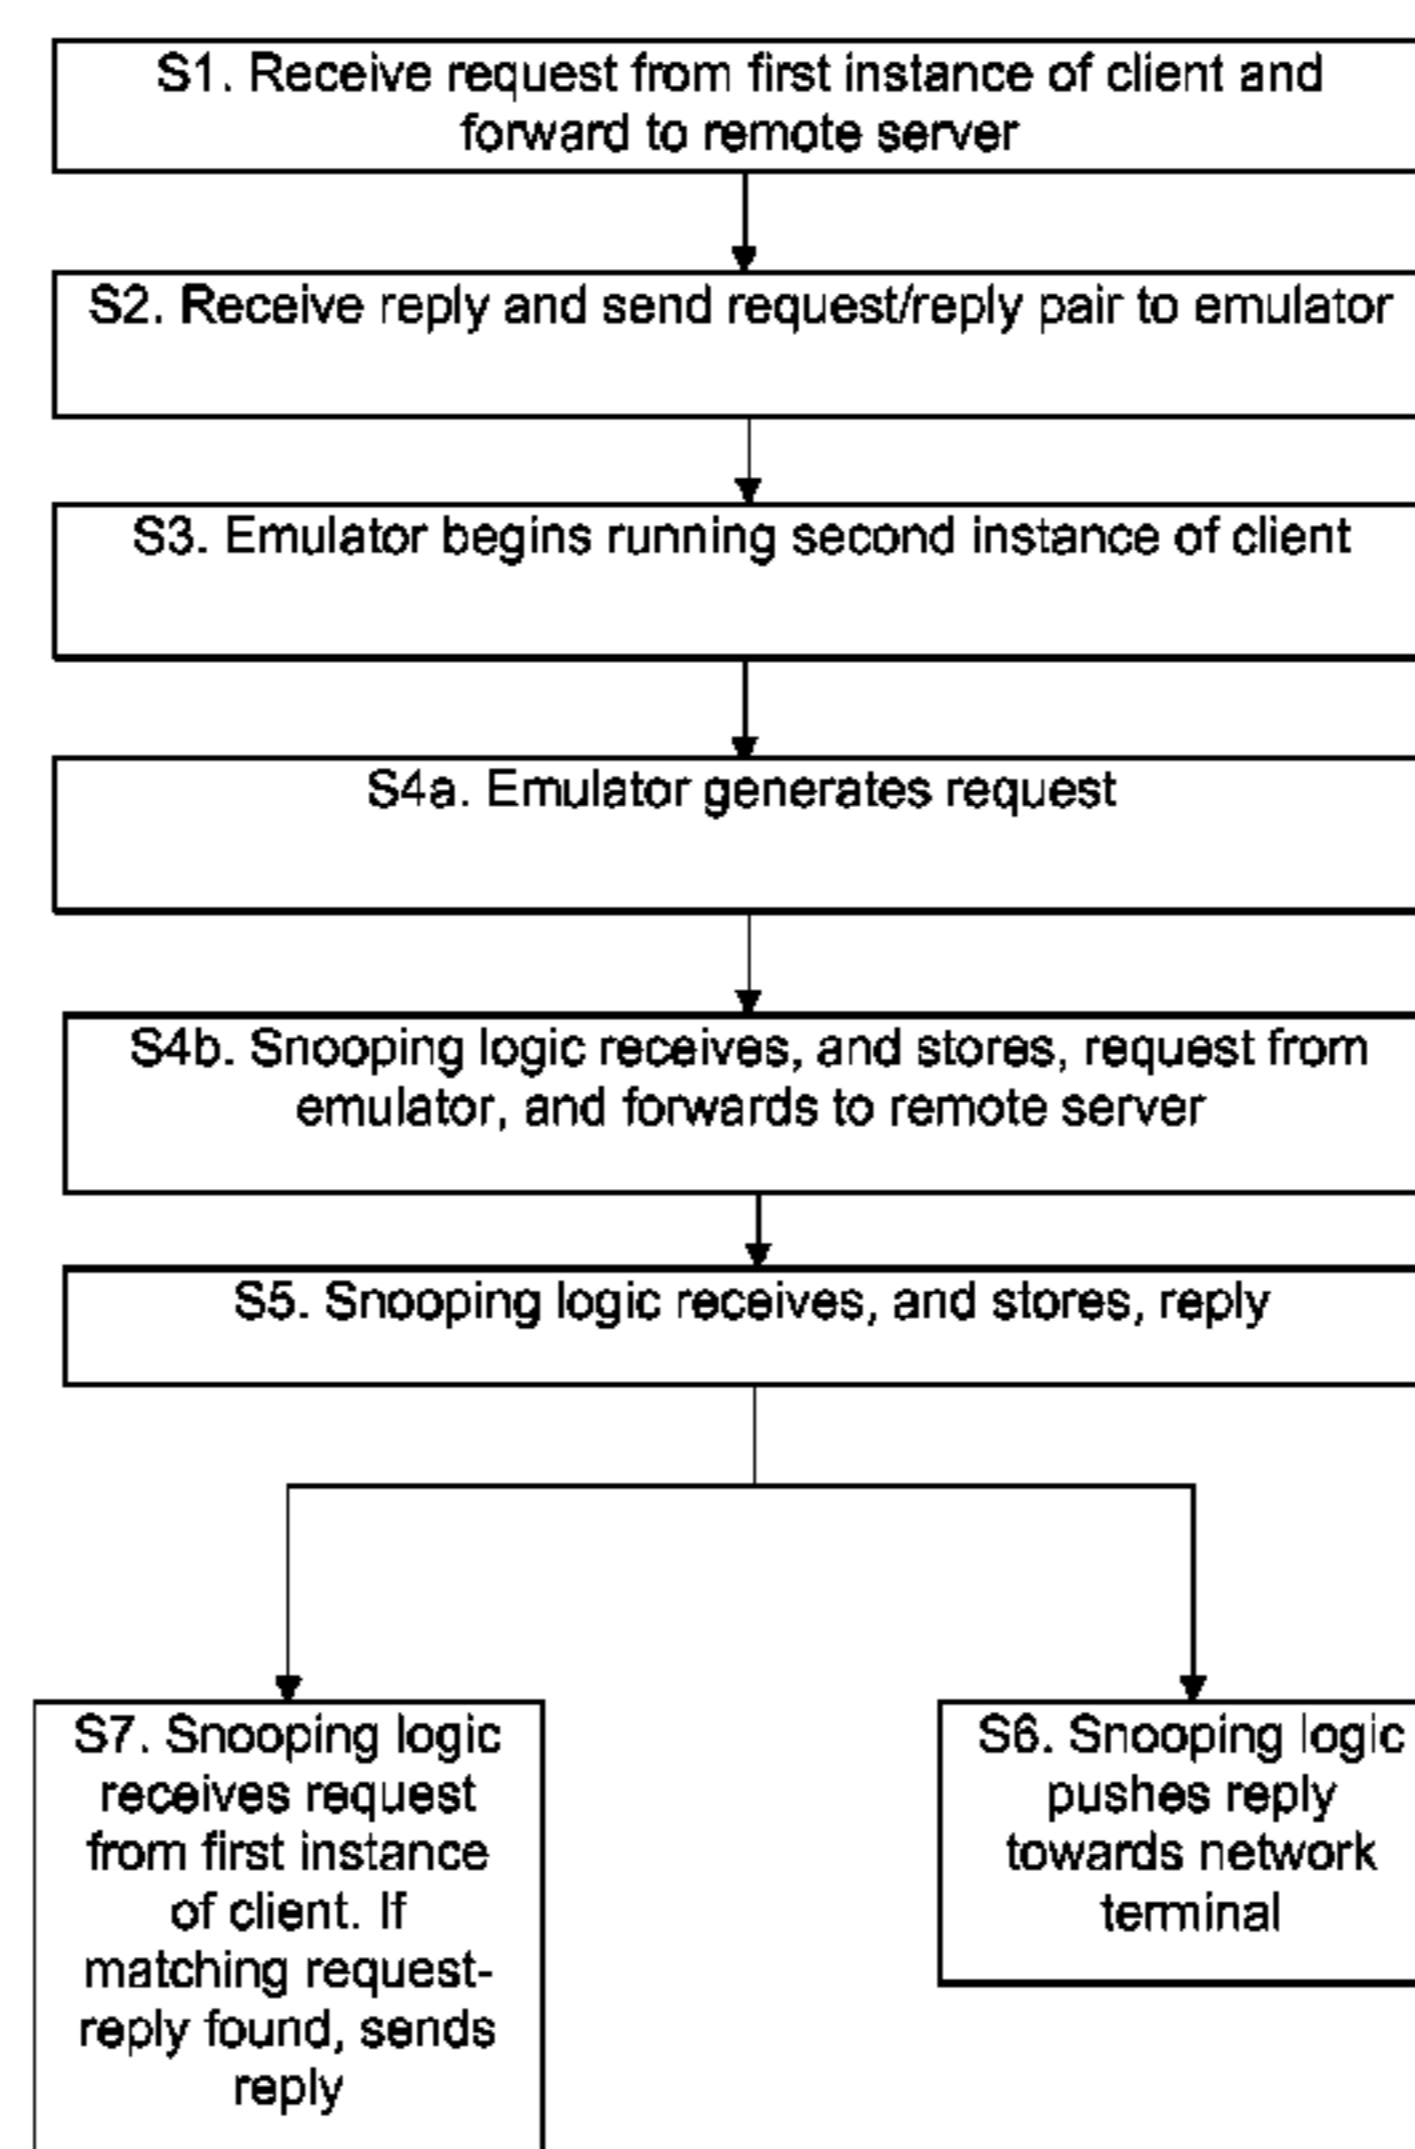 S1. Receive request from first instance of client and
forward to remote server
S2. Receive reply and send request/reply pair to emulator
S3. Emulator begins running second instance of client
S4a. Emulator generates request
S4b. Snooping logic receives, and stores, request from
emulator, and forwards to remote server
S5. Snooping logic receives, and stores, reply
S7. Snooping logic
receives request
from first instance
of client. If
matching request-
reply found, sends
reply
S6. Snooping logic
pushes reply
towards network
terminal